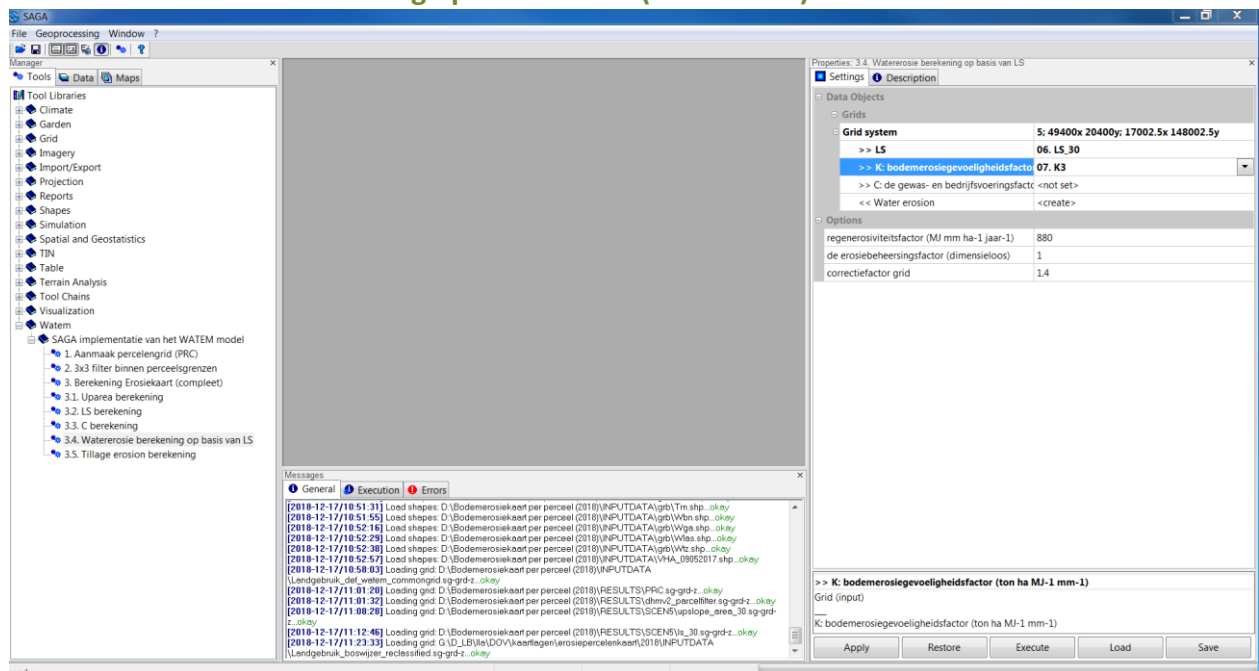 SAGA
File Geoprocessing Window ?
Manager
Tools Data Maps
Tool Libraries
Climate
Garden
Grid
Imagery
Import/Export
Projection
Reports
Shapes
Simulation
Spatial and Geostatistics
TIN
Table
Terrain Analysis
Tool Chains
Visualization
Watem
SAGA implementatie van het WATEM model
1. Aanmaak percelengrid (PRC)
2. 3x3 filter binnen perceelsgrenzen
3. Berekening Erosiekaart (compleet)
3.1. Uparea berekening
3.2. LS berekening
3.3. C berekening
3.4. Watererosie berekening op basis van LS
3.5. Tillage erosion berekening
Messages
General Execution Errors
[2018-12-17/10:51:31] Load shapes: D:\Bodemerosiekaart per perceel (2018)\INPUTDATA\grb\Trn.shp...okay
[2018-12-17/10:51:55] Load shapes: D:\Bodemerosiekaart per perceel (2018)\INPUTDATA\grb\Wbn.shp...okay
[2018-12-17/10:52:16] Load shapes: D:\Bodemerosiekaart per perceel (2018)\INPUTDATA\grb\Wga.shp...okay
[2018-12-17/10:52:29] Load shapes: D:\Bodemerosiekaart per perceel (2018)\INPUTDATA\grb\Wlas.shp...okay
[2018-12-17/10:52:38] Load shapes: D:\Bodemerosiekaart per perceel (2018)\INPUTDATA\grb\Wtz.shp...okay
[2018-12-17/10:52:57] Load shapes: D:\Bodemerosiekaart per perceel (2018)\INPUTDATA\VHA_09052017.shp...okay
[2018-12-17/10:58:03] Loading grid: D:\Bodemerosiekaart per perceel (2018)\INPUTDATA
\Landgebruik_def_watem_commongrid.sg-grd-z...okay
[2018-12-17/11:01:20] Loading grid: D:\Bodemerosiekaart per perceel (2018)\RESULTS\PRC.sg-grd-z...okay
[2018-12-17/11:01:32] Loading grid: D:\Bodemerosiekaart per perceel (2018)\RESULTS\dhmv2_parcelfilter.sg-grd-z...okay
[2018-12-17/11:08:28] Loading grid: D:\Bodemerosiekaart per perceel (2018)\RESULTS\SCEN5\upslope_area_30.sg-grd-
z...okay
[2018-12-17/11:12:46] Loading grid: D:\Bodemerosiekaart per perceel (2018)\RESULTS\SCEN5\ls_30.sg-grd-z...okay
[2018-12-17/11:23:33] Loading grid: G:\D_LB\lla\DOV\kaartlagen\erosiepercelenkaart\2018\INPUTDATA
\Landgebruik_boswijzer_reclassified.sg-grd-z...okay
Properties: 3.4. Watererosie berekening op basis van LS
Settings Description
Data Objects
Grids
Grid system 5; 49400x 20400y; 17002.5x 148002.5y
>> LS 06. LS_30
>> K: bodemerosiegevoeligheidsfacto 07. K3
>> C: de gewas- en bedrijfsvoeringsfactc <not set>
<< Water erosion <create>
Options
regenerosiviteitsfactor (MJ mm ha-1 jaar-1) 880
de erosiebeheersingsfactor (dimensieloos) 1
correctiefactor grid 1.4
>> K: bodemerosiegevoeligheidsfactor (ton ha MJ-1 mm-1)
Grid (input)
__
K: bodemerosiegevoeligheidsfactor (ton ha MJ-1 mm-1)
Apply Restore Execute Load Save